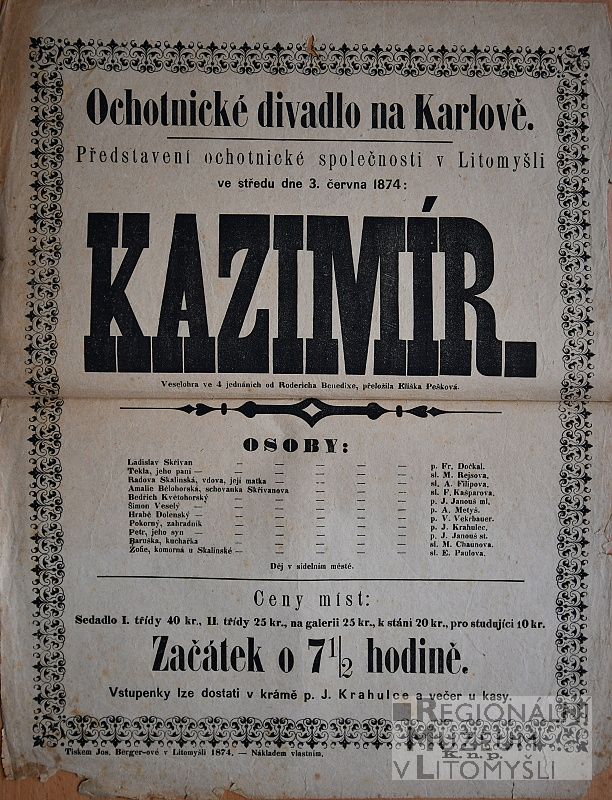 Ochotnické divadlo na Karlově.
Představení ochotnické společnosti v Litomyšli
ve středu dne 3. června 1874:
KAZIMÍR.
Veselohra ve 4 jednáních od Rodericha Benedixe, přeložila Eliška Pešková.
OSOBY:
Ladislav Skřivan — — — — — p. Fr. Dočkal.
Tekla, jeho paní — — — — — — sl. M. Rejsova.
Radova Skalinská, vdova, její matka — — — — — sl. A. Filipova.
Amalie Bělohorská, schovanka Skřivanova — — — — sl. F. Kašparova.
Bedřich Květohorský — — — — — p. J. Janouš ml.
Šimon Veselý — — — — — — p. A. Metyš.
Hrabě Dolenský — — — — — — p. V. Vekrbauer.
Pokorný, zahradník — — — — — p. J. Krahulec.
Petr, jeho syn — — — — — — p. J. Janouš st.
Baruška, kuchařka — — — — — sl. M. Chaunova.
Žofie, komorná u Skalinské — — — — — sl. E. Paulova.
Děj v sídelním městě.
Ceny míst:
Sedadlo I. třídy 40 kr., II. třídy 25 kr., na galerii 25 kr., k stání 20 kr., pro studující 10 kr.
Začátek o 7 1/2 hodině.
Vstupenky lze dostati v krámě p. J. Krahulce a večer u kasy.
Tiskem Jos. Berger-ové v Litomyšli 1874. — Nákladem vlastním.
REGIONÁLNÍ
MUZEUM
V LITOMYŠLI